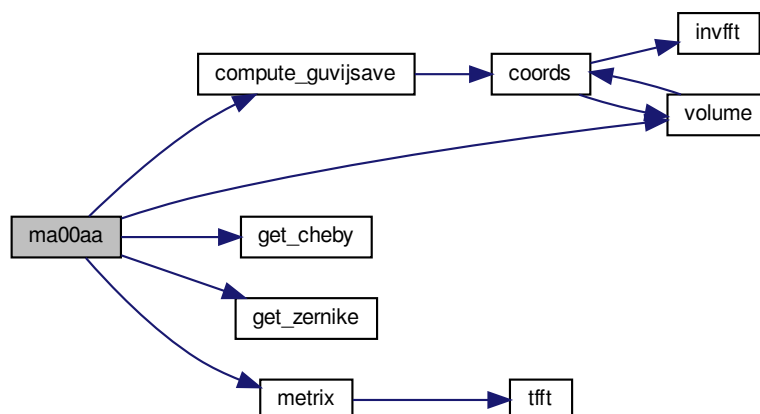 invfft
compute_guvijsave
coords
volume
ma00aa
get_cheby
get_zernike
metrix
tfft